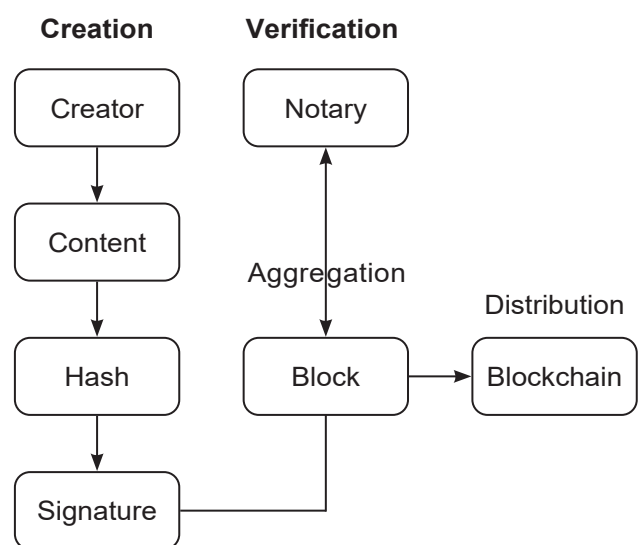 Creation
Verification
Creator
Notary
Content
Aggregation
Distribution
Hash
Block
Blockchain
Signature